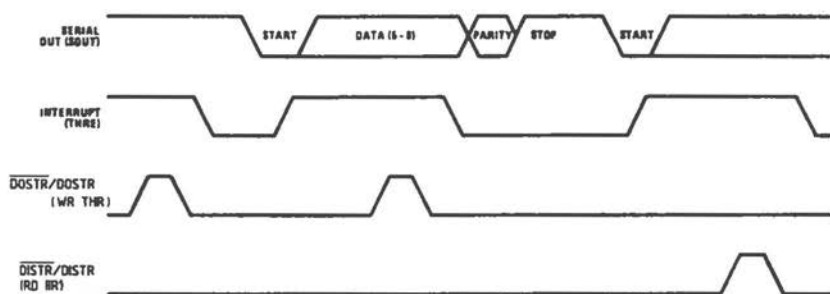 SERIAL
OUT (SOUT)
START
DATA (5 - 8)
PARITY
STOP
START
INTERRUPT
(THRE)
DOSTR/DOSTR
(WR THR)
DISTR/DISTR
(RD IIR)